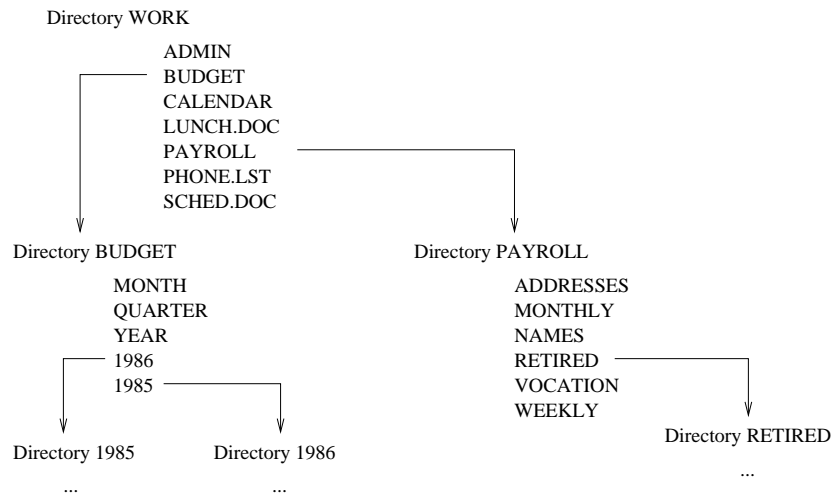 Directory WORK
ADMIN
BUDGET
CALENDAR
LUNCH.DOC
PAYROLL
PHONE.LST
SCHED.DOC
Directory BUDGET
MONTH
QUARTER
YEAR
1986
1985
Directory 1985
...
Directory 1986
...
Directory PAYROLL
ADDRESSES
MONTHLY
NAMES
RETIRED
VOCATION
WEEKLY
Directory RETIRED
...